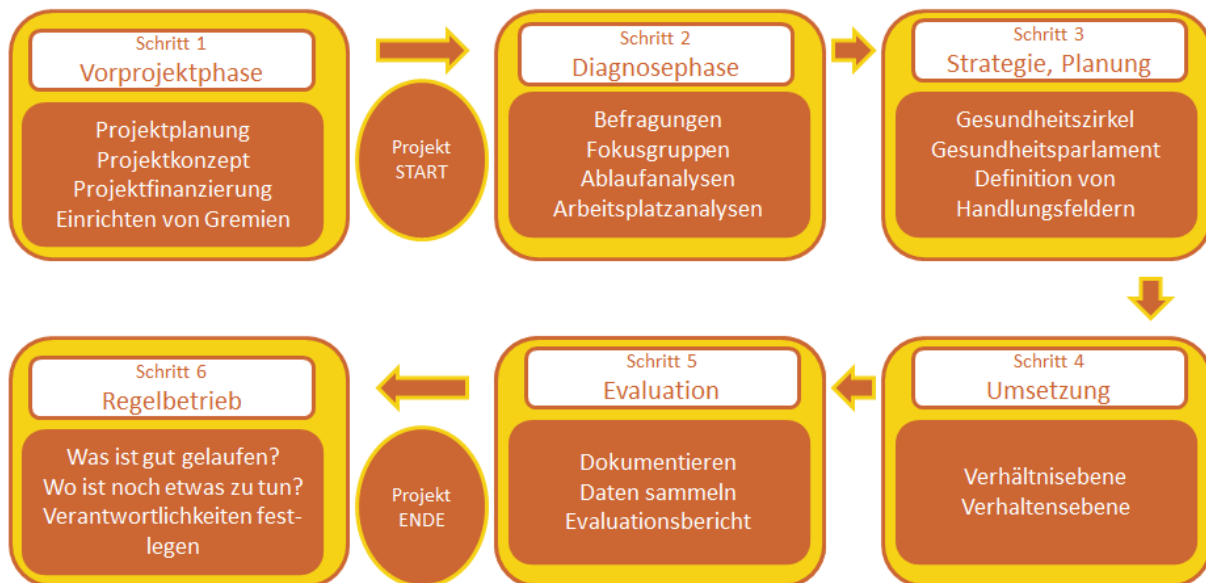 Schritt 1
Vorprojektphase
Projektplanung
Projektkonzept
Projektfinanzierung
Einrichten von Gremien
Projekt
START
Schritt 2
Diagnosephase
Befragungen
Fokusgruppen
Ablaufanalysen
Arbeitsplatzanalysen
Schritt 3
Strategie, Planung
Gesundheitszirkel
Gesundheitsparlament
Definition von
Handlungsfeldern
Schritt 4
Umsetzung
Verhältnisebene
Verhaltensebene
Schritt 5
Evaluation
Dokumentieren
Daten sammeln
Evaluationsbericht
Projekt
ENDE
Schritt 6
Regelbetrieb
Was ist gut gelaufen?
Wo ist noch etwas zu tun?
Verantwortlichkeiten fest-
legen